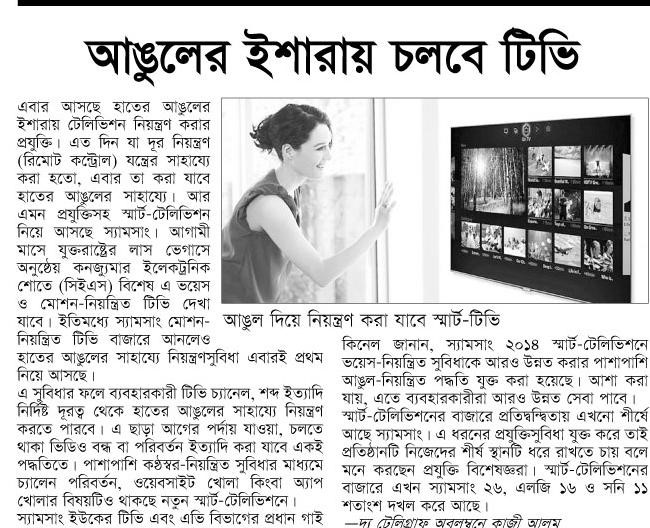 আঙুলের ইশারায় চলবে টিভি
এবার আসছে হাতের আঙুলের
ইশারায় টেলিভিশন নিয়ন্ত্রণ করার
প্রযুক্তি। এত দিন যা দূর নিয়ন্ত্রণ
(রিমোট কন্ট্রোল) যন্ত্রের সাহায্যে
করা হতো, এবার তা করা যাবে
হাতের আঙুলের সাহায্যে। আর
এমন প্রযুক্তিসহ স্মার্ট-টেলিভিশন
নিয়ে আসছে স্যামসাং। আগামী
মাসে যুক্তরাষ্ট্রের লাস ভেগাসে
অনুষ্ঠেয় কনজ্যুমার ইলেকট্রনিক
শোতে (সিইএস) বিশেষ এ ভয়েস
ও মোশন-নিয়ন্ত্রিত টিভি দেখা
যাবে। ইতিমধ্যে স্যামসাং মোশন-
নিয়ন্ত্রিত টিভি বাজারে আনলেও
হাতের আঙুলের সাহায্যে নিয়ন্ত্রণসুবিধা এবারই প্রথম
নিয়ে আসছে।
এ সুবিধার ফলে ব্যবহারকারী টিভি চ্যানেল, শব্দ ইত্যাদি
নির্দিষ্ট দূরত্ব থেকে হাতের আঙুলের সাহায্যে নিয়ন্ত্রণ
করতে পারবে। এ ছাড়া আগের পর্দায় যাওয়া, চলতে
থাকা ভিডিও বন্ধ বা পরিবর্তন ইত্যাদি করা যাবে একই
পদ্ধতিতে। পাশাপাশি কণ্ঠস্বর-নিয়ন্ত্রিত সুবিধার মাধ্যমে
চ্যানেল পরিবর্তন, ওয়েবসাইট খোলা কিংবা অ্যাপ
খোলার বিষয়টিও থাকছে নতুন স্মার্ট-টেলিভিশনে।
স্যামসাং ইউকের টিভি এবং এভি বিভাগের প্রধান গাই
আঙুল দিয়ে নিয়ন্ত্রণ করা যাবে স্মার্ট-টিভি
কিনেল জানান, স্যামসাং ২০১৪ স্মার্ট-টেলিভিশনে
ভয়েস-নিয়ন্ত্রিত সুবিধাকে আরও উন্নত করার পাশাপাশি
আঙুল-নিয়ন্ত্রিত পদ্ধতি যুক্ত করা হয়েছে। আশা করা
যায়, এতে ব্যবহারকারীরা আরও উন্নত সেবা পাবে।
স্মার্ট-টেলিভিশনের বাজারে প্রতিদ্বন্দ্বিতায় এখনো শীর্ষে
আছে স্যামসাং। এ ধরনের প্রযুক্তিসুবিধা যুক্ত করে তাই
প্রতিষ্ঠানটি নিজেদের শীর্ষ স্থানটি ধরে রাখতে চায় বলে
মনে করছেন প্রযুক্তি বিশেষজ্ঞরা। স্মার্ট-টেলিভিশনের
বাজারে এখন স্যামসাং ২৬, এলজি ১৬ ও সনি ১১
শতাংশ দখল করে আছে।
—দ্য টেলিগ্রাফ অবলম্বনে কাজী আলম